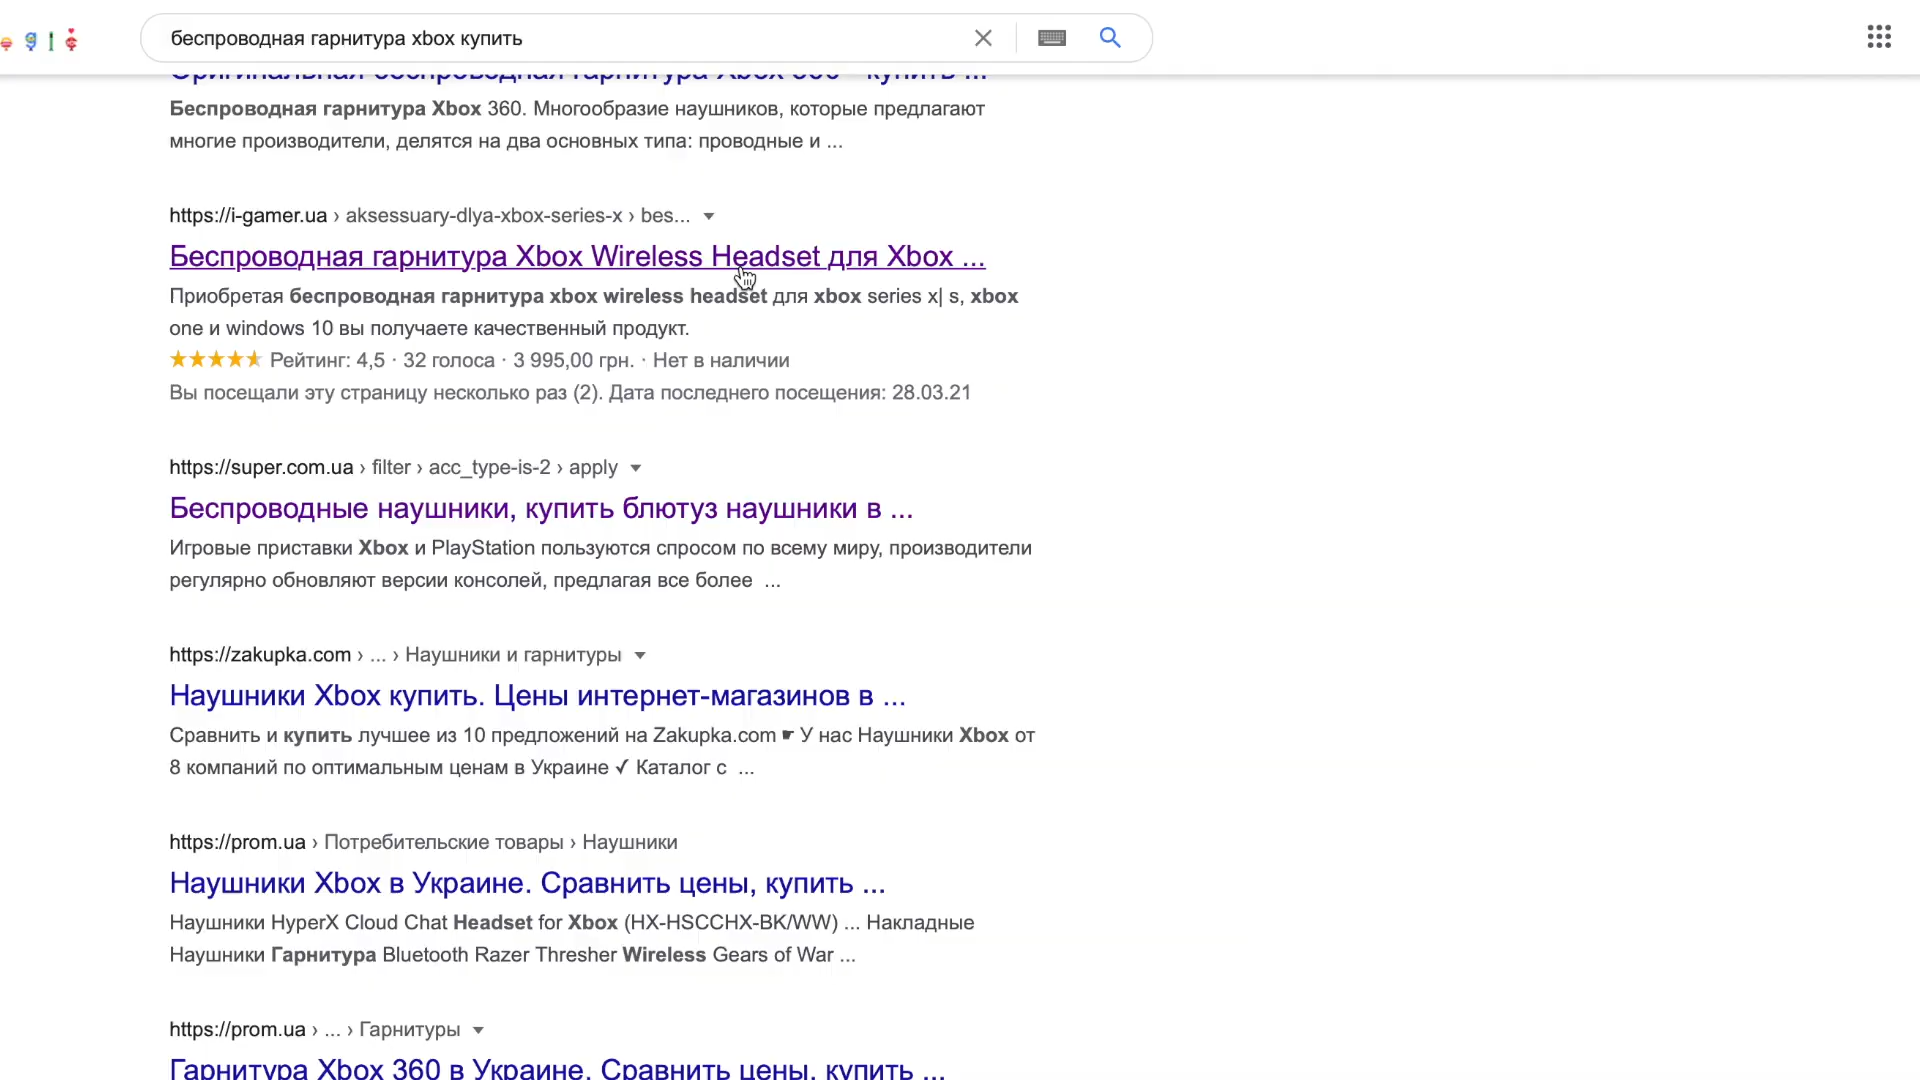 беспроводная гарнитура xbox купить
Оригинальная беспроводная гарнитура Xbox 360 - купить ...
Беспроводная гарнитура Xbox 360. Многообразие наушников, которые предлагают
многие производители, делятся на два основных типа: проводные и ...
https://i-gamer.ua › aksessuary-dlya-xbox-series-x › bes...
Беспроводная гарнитура Xbox Wireless Headset для Xbox ...
Приобретая беспроводная гарнитура xbox wireless headset для xbox series x| s, xbox
one и windows 10 вы получаете качественный продукт.
Рейтинг: 4,5 · 32 голоса · 3 995,00 грн. · Нет в наличии
Вы посещали эту страницу несколько раз (2). Дата последнего посещения: 28.03.21
https://super.com.ua › filter › acc_type-is-2 › apply
Беспроводные наушники, купить блютуз наушники в ...
Игровые приставки Xbox и PlayStation пользуются спросом по всему миру, производители
регулярно обновляют версии консолей, предлагая все более ...
https://zakupka.com › ... › Наушники и гарнитуры
Наушники Xbox купить. Цены интернет-магазинов в ...
Сравнить и купить лучшее из 10 предложений на Zakupka.com ☛ У нас Наушники Xbox от
8 компаний по оптимальным ценам в Украине ✓ Каталог с ...
https://prom.ua › Потребительские товары › Наушники
Наушники Xbox в Украине. Сравнить цены, купить ...
Наушники HyperX Cloud Chat Headset for Xbox (HX-HSCCHX-BK/WW) ... Накладные
Наушники Гарнитура Bluetooth Razer Thresher Wireless Gears of War ...
https://prom.ua › ... › Гарнитуры
Гарнитура Xbox 360 в Украине. Сравнить цены, купить ...